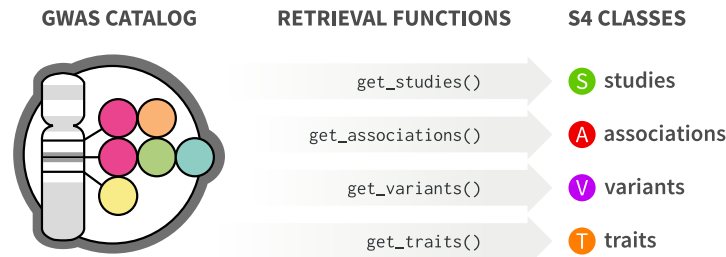 GWAS CATALOG RETRIEVAL FUNCTIONS S4 CLASSES
get_studies() S studies
get_associations() A associations
get_variants() V variants
get_traits() T traits